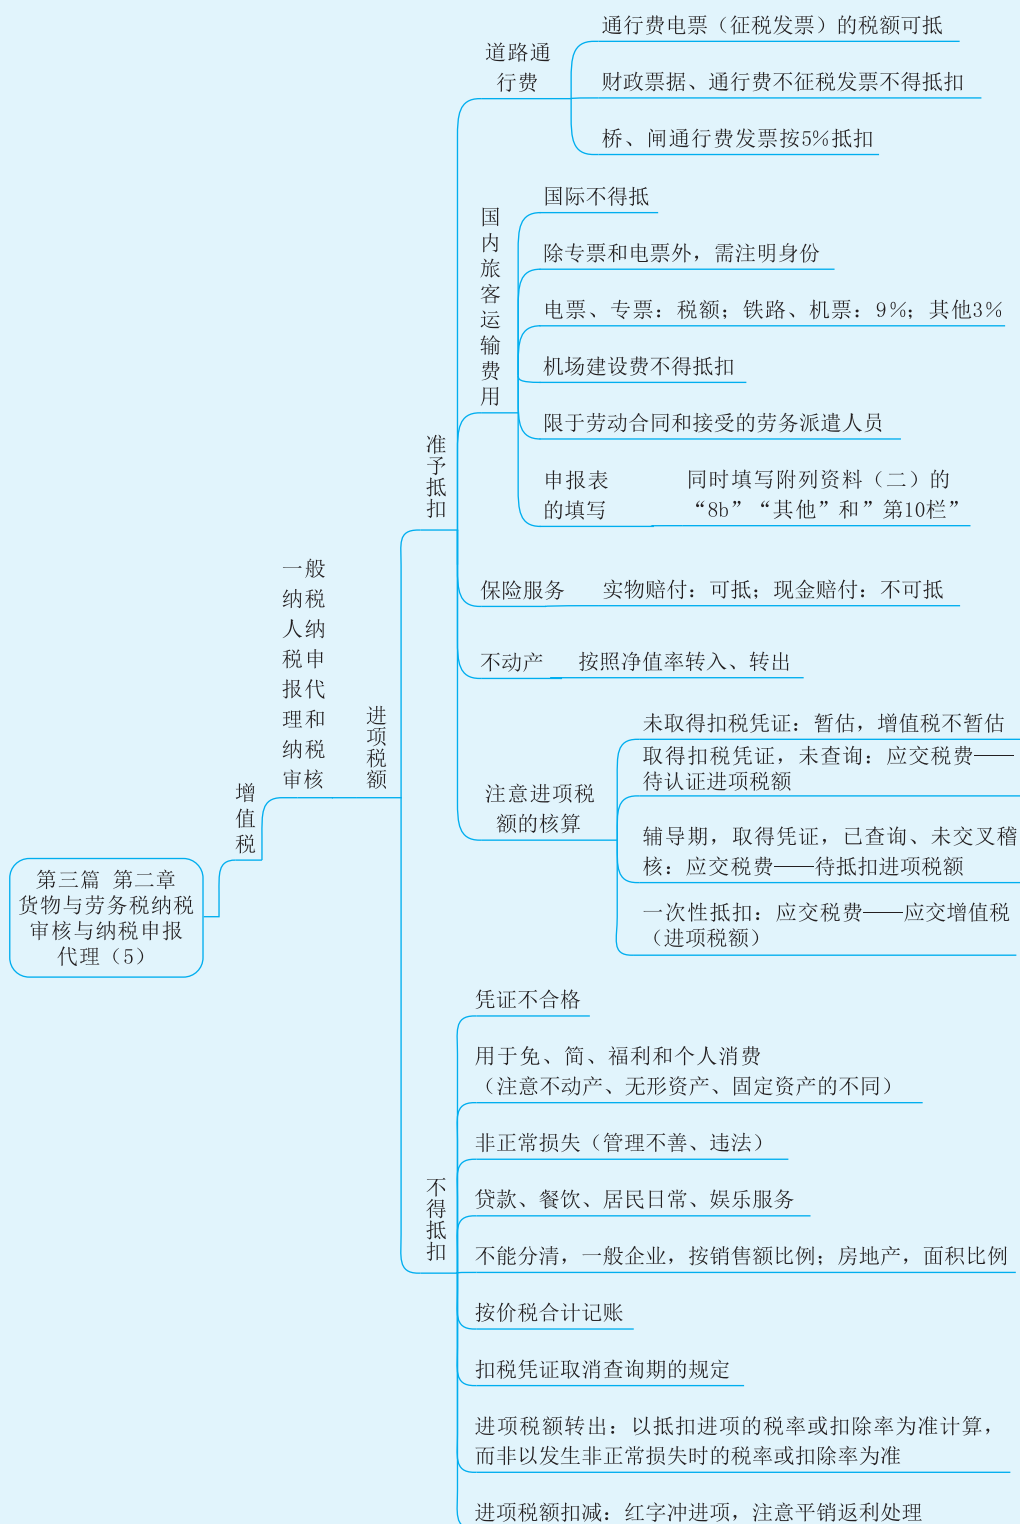 第三篇 第二章
货物与劳务税纳税
审核与纳税申报
代理（5）
增值税
一般
纳税
人纳
税申
报代
理和
纳税
审核
进项税额
准予抵扣
道路通
行费
通行费电票（征税发票）的税额可抵
财政票据、通行费不征税发票不得抵扣
桥、闸通行费发票按5%抵扣
国内旅客运输费用
国际不得抵
除专票和电票外，需注明身份
电票、专票：税额；铁路、机票：9%；其他3%
机场建设费不得抵扣
限于劳动合同和接受的劳务派遣人员
申报表
的填写
同时填写附列资料（二）的
“8b”“其他”和”第10栏”
保险服务
实物赔付：可抵；现金赔付：不可抵
不动产
按照净值率转入、转出
注意进项税
额的核算
未取得扣税凭证：暂估，增值税不暂估
取得扣税凭证，未查询：应交税费——
待认证进项税额
辅导期，取得凭证，已查询、未交叉稽
核：应交税费——待抵扣进项税额
一次性抵扣：应交税费——应交增值税
（进项税额）
不得抵扣
凭证不合格
用于免、简、福利和个人消费
（注意不动产、无形资产、固定资产的不同）
非正常损失（管理不善、违法）
贷款、餐饮、居民日常、娱乐服务
不能分清，一般企业，按销售额比例；房地产，面积比例
按价税合计记账
扣税凭证取消查询期的规定
进项税额转出：以抵扣进项的税率或扣除率为准计算，
而非以发生非正常损失时的税率或扣除率为准
进项税额扣减：红字冲进项，注意平销返利处理